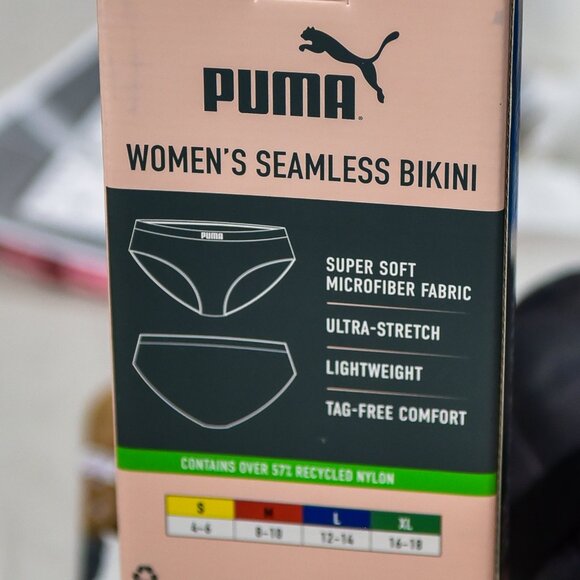 PUMA
WOMEN'S SEAMLESS BIKINI
PUMA
SUPER SOFT
MICROFIBER FABRIC
ULTRA-STRETCH
LIGHTWEIGHT
TAG-FREE COMFORT
CONTAINS OVER 57% RECYCLED NYLON
S M L XL
4-6 8-10 12-14 16-18